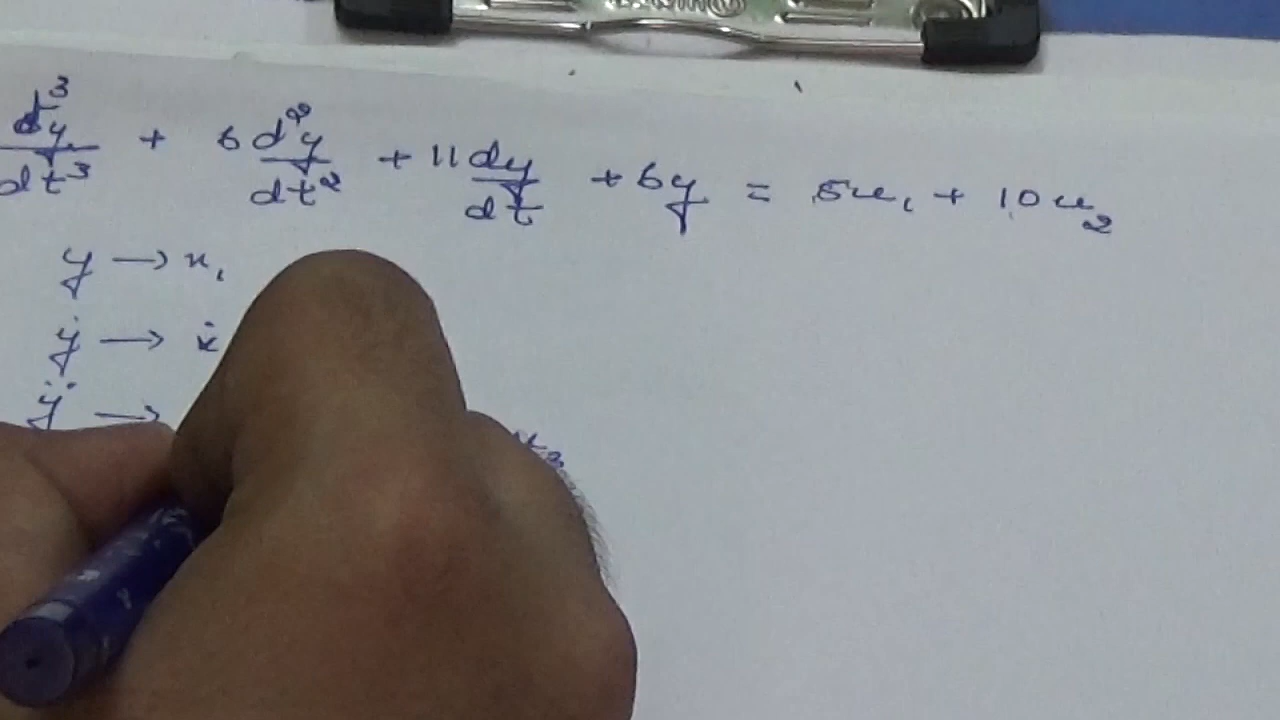 d³y/dt³ + 6 d²y/dt² + 11 dy/dt + 6y = 5u₁ + 10u₂
y → x₁
ẏ → ẋ
ÿ →